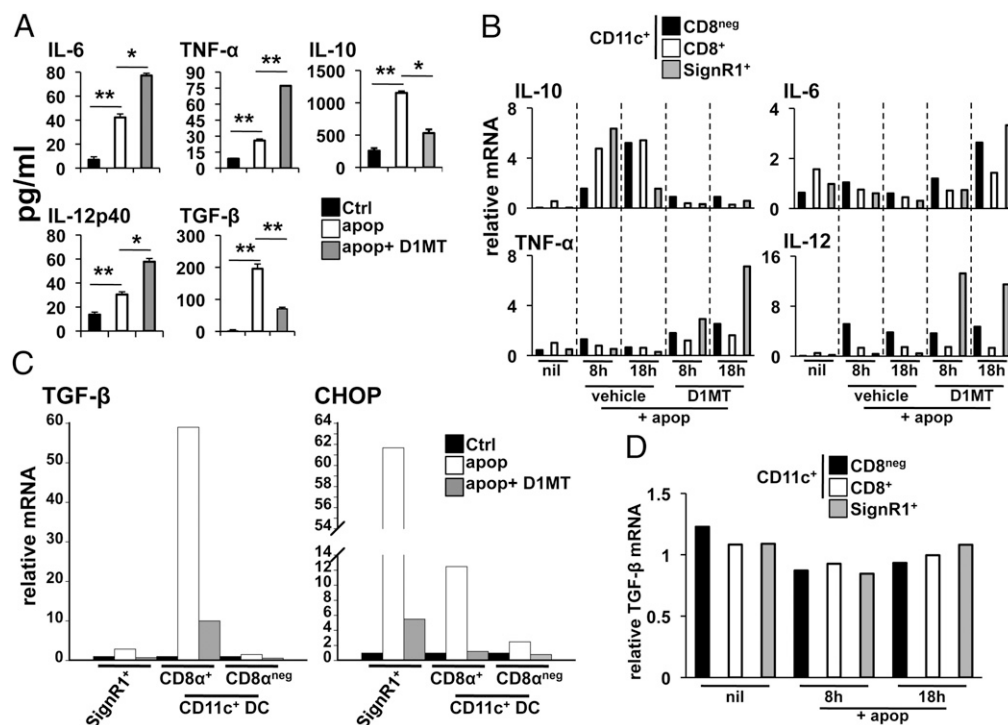 A
IL-6
TNF-α
IL-10
pg/ml
80
60
40
20
0
**
*
90
75
60
45
30
15
0
**
**
1500
1000
500
0
**
*
IL-12p40
TGF-β
80
60
40
20
0
**
*
300
200
100
0
**
**
Ctrl
apop
apop+ D1MT
B
CD11c⁺
CD8ⁿᵉᵍ
CD8⁺
SignR1⁺
relative mRNA
IL-10
IL-6
8
4
0
4
2
0
TNF-α
IL-12
8
4
0
16
12
8
4
0
nil
8h
18h
8h
18h
vehicle
D1MT
+ apop
nil
8h
18h
8h
18h
vehicle
D1MT
+ apop
C
TGF-β
CHOP
relative mRNA
60
50
40
30
20
10
0
64
62
60
58
56
54
14
12
10
8
6
4
2
0
Ctrl
apop
apop+ D1MT
SignR1⁺
CD8α⁺
CD8αⁿᵉᵍ
CD11c⁺ DC
SignR1⁺
CD8α⁺
CD8αⁿᵉᵍ
CD11c⁺ DC
D
CD11c⁺
CD8ⁿᵉᵍ
CD8⁺
SignR1⁺
relative TGF-β mRNA
1.5
1
0.5
0
nil
8h
18h
+ apop